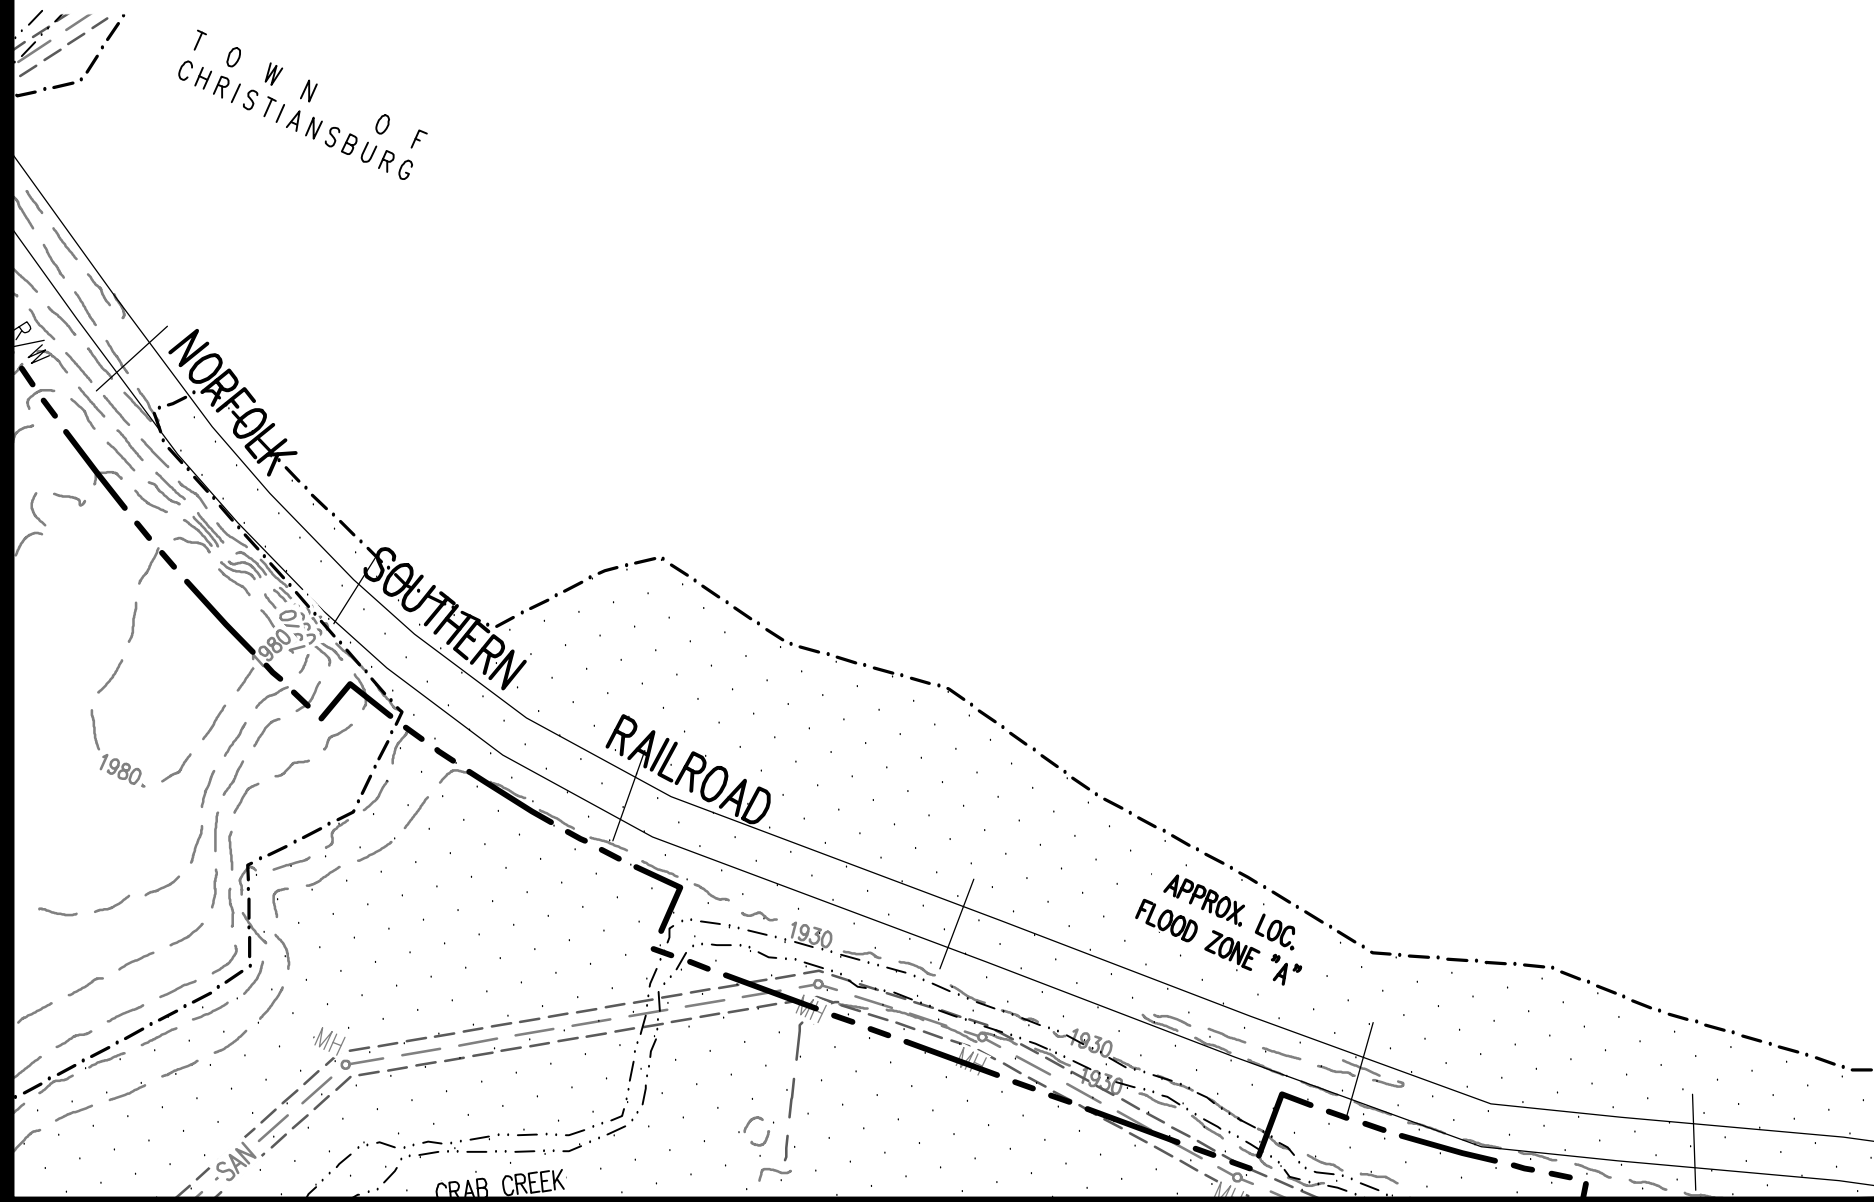 TOWN OF
CHRISTIANSBURG
R/W
NORFOLK
SOUTHERN
1980
RAILROAD
1980
APPROX. LOC.
FLOOD ZONE "A"
1930
MH
MH
1930
MH
1930
SAN
CRAB CREEK
MH